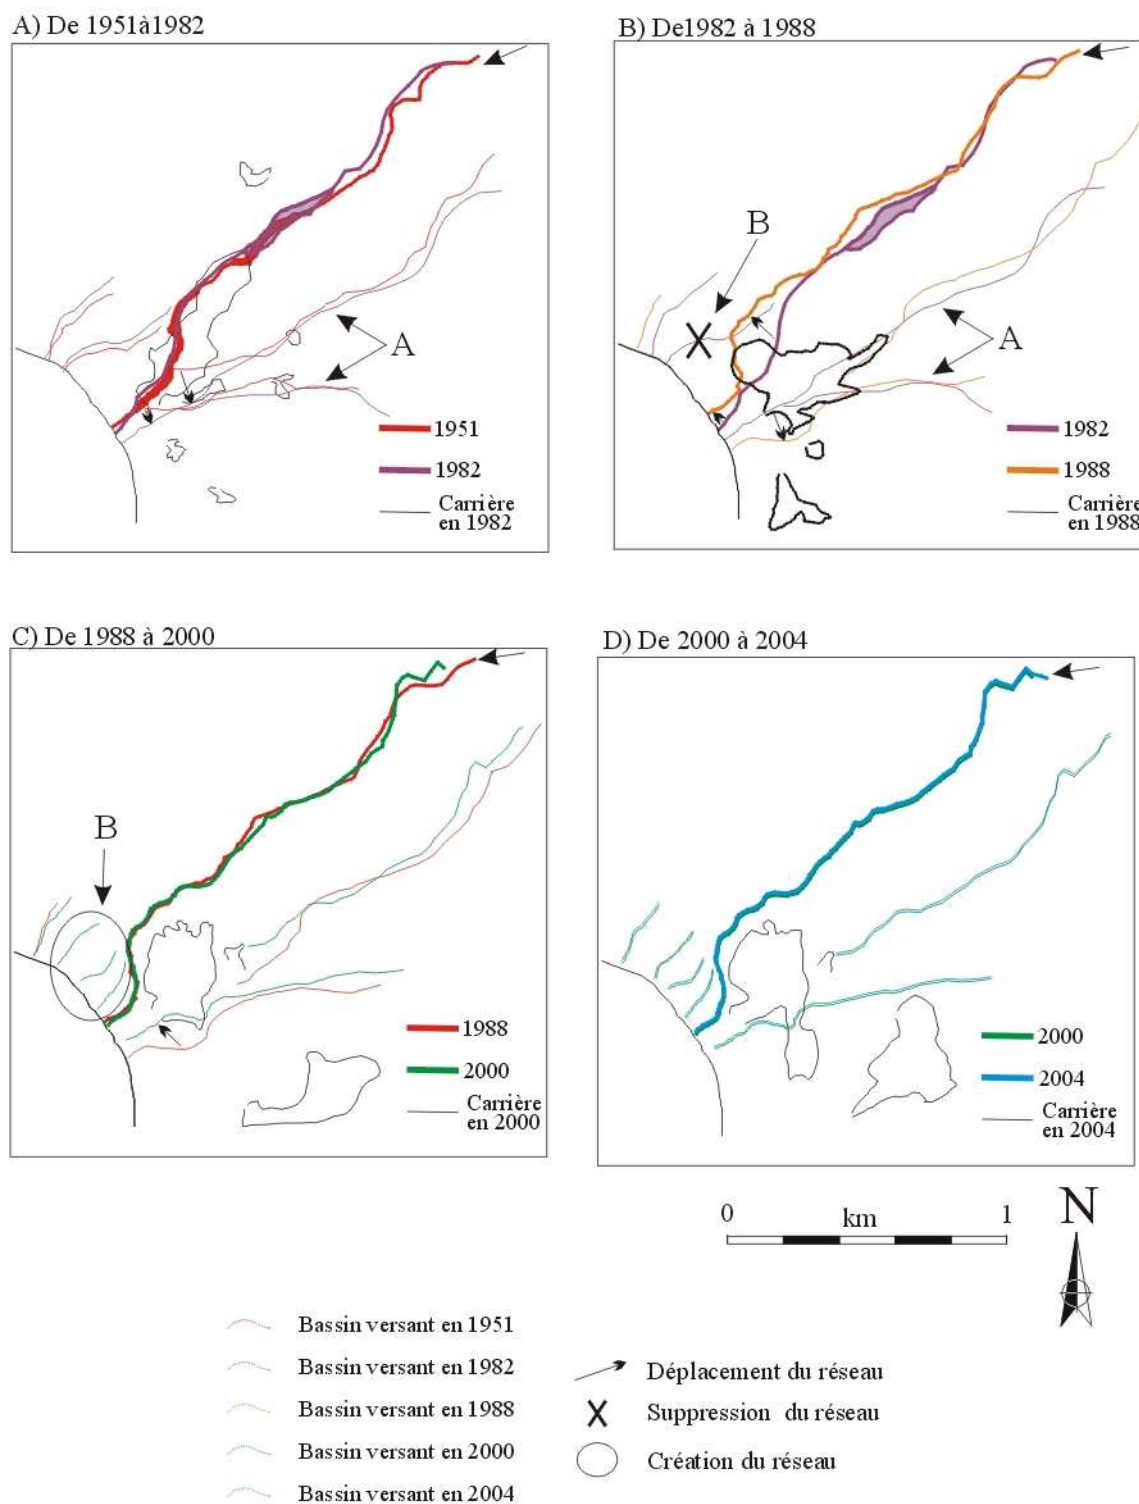 A) De 1951à1982
B) De1982 à 1988
A
1951
1982
Carrière
en 1982
B
A
1982
1988
Carrière
en 1988
C) De 1988 à 2000
D) De 2000 à 2004
B
1988
2000
Carrière
en 2000
2000
2004
Carrière
en 2004
0 km 1
N
Bassin versant en 1951
Bassin versant en 1982
Bassin versant en 1988
Bassin versant en 2000
Bassin versant en 2004
Déplacement du réseau
Suppression du réseau
Création du réseau